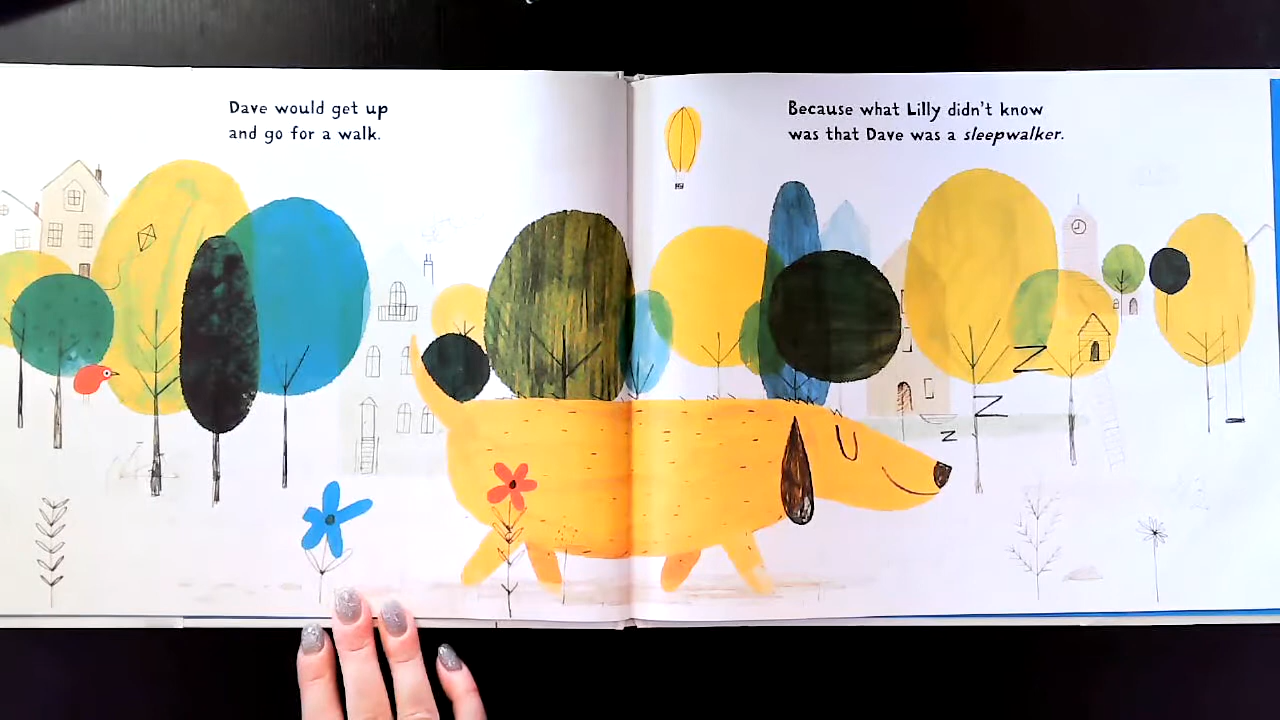 Dave would get up
and go for a walk.
Because what Lilly didn't know
was that Dave was a sleepwalker.
Z
Z
Z